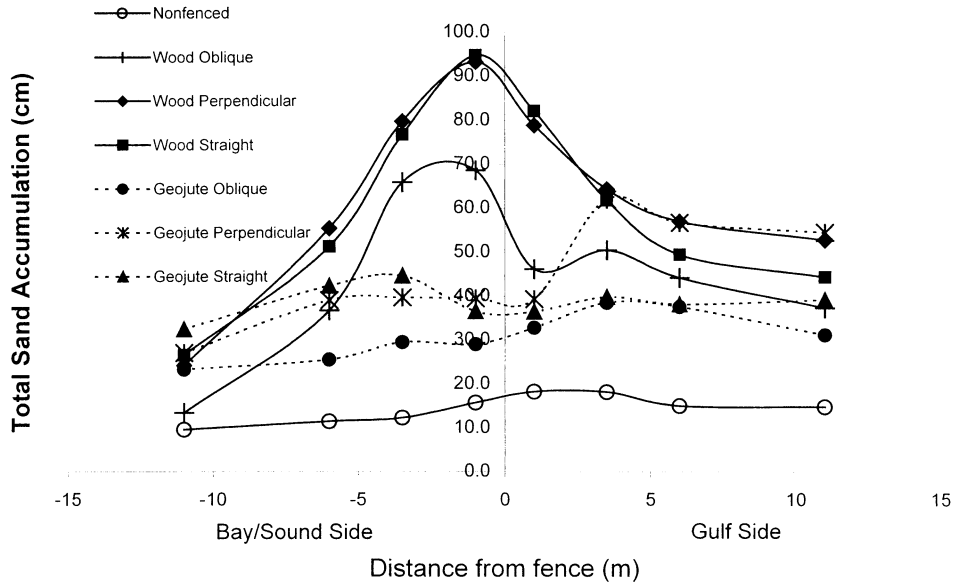 Nonfenced
Wood Oblique
Wood Perpendicular
Wood Straight
Geojute Oblique
Geojute Perpendicular
Geojute Straight
Total Sand Accumulation (cm)
100.0
90.0
80.0
70.0
60.0
50.0
40.0
30.0
20.0
10.0
0.0
-15 -10 -5 0 5 10 15
Bay/Sound Side Gulf Side
Distance from fence (m)